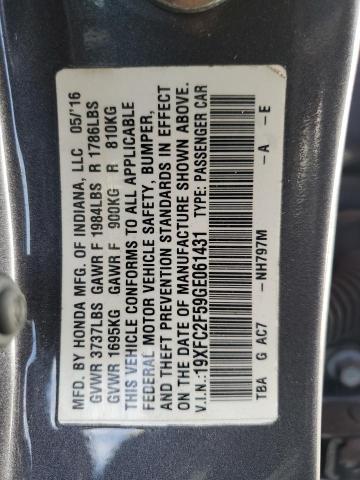 MFD. BY HONDA MFG. OF INDIANA, LLC 05/'16
GVWR 3737LBS GAWR F 1984LBS R 1786LBS
GVWR 1695KG GAWR F 900KG R 810KG
THIS VEHICLE CONFORMS TO ALL APPLICABLE
FEDERAL MOTOR VEHICLE SAFETY, BUMPER,
AND THEFT PREVENTION STANDARDS IN EFFECT
ON THE DATE OF MANUFACTURE SHOWN ABOVE.
V.I.N.:19XFC2F59GE061431 TYPE: PASSENGER CAR
TBA G AC7 -NH797M -A -E